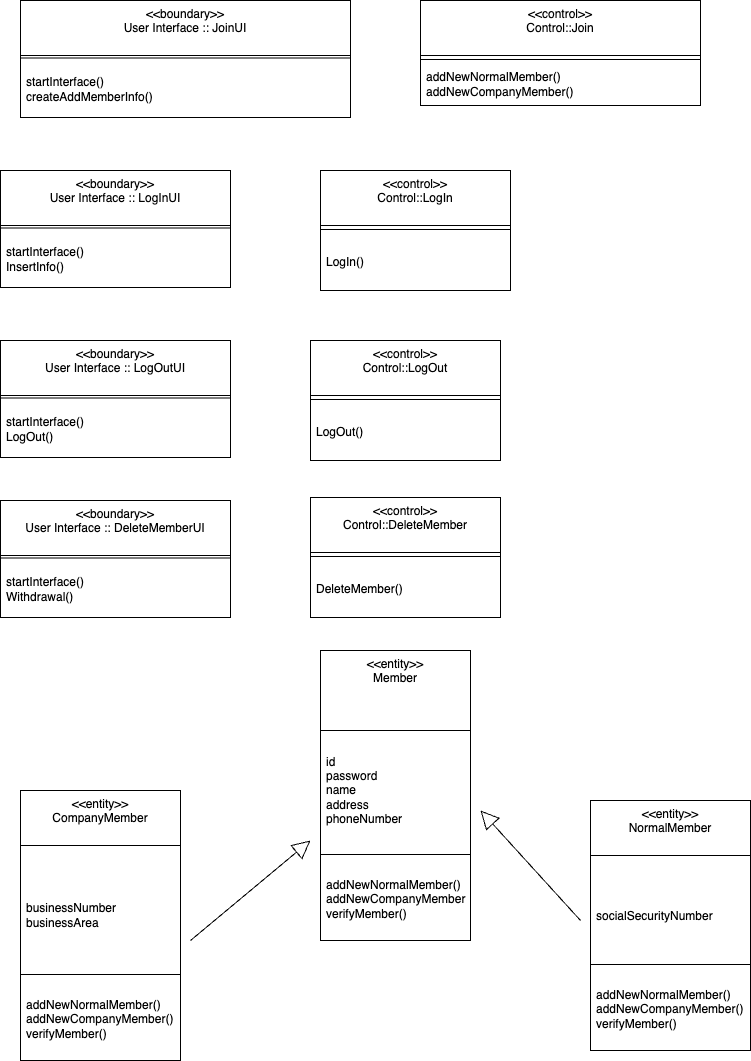 <<boundary>>
User Interface :: JoinUI
startInterface()
createAddMemberInfo()
<<control>>
Control::Join
addNewNormalMember()
addNewCompanyMember()
<<boundary>>
User Interface :: LogInUI
startInterface()
InsertInfo()
<<control>>
Control::LogIn
LogIn()
<<boundary>>
User Interface :: LogOutUI
startInterface()
LogOut()
<<control>>
Control::LogOut
LogOut()
<<boundary>>
User Interface :: DeleteMemberUI
startInterface()
Withdrawal()
<<control>>
Control::DeleteMember
DeleteMember()
<<entity>>
Member
id
password
name
address
phoneNumber
addNewNormalMember()
addNewCompanyMember
verifyMember()
<<entity>>
CompanyMember
businessNumber
businessArea
addNewNormalMember()
addNewCompanyMember()
verifyMember()
<<entity>>
NormalMember
socialSecurityNumber
addNewNormalMember()
addNewCompanyMember()
verifyMember()